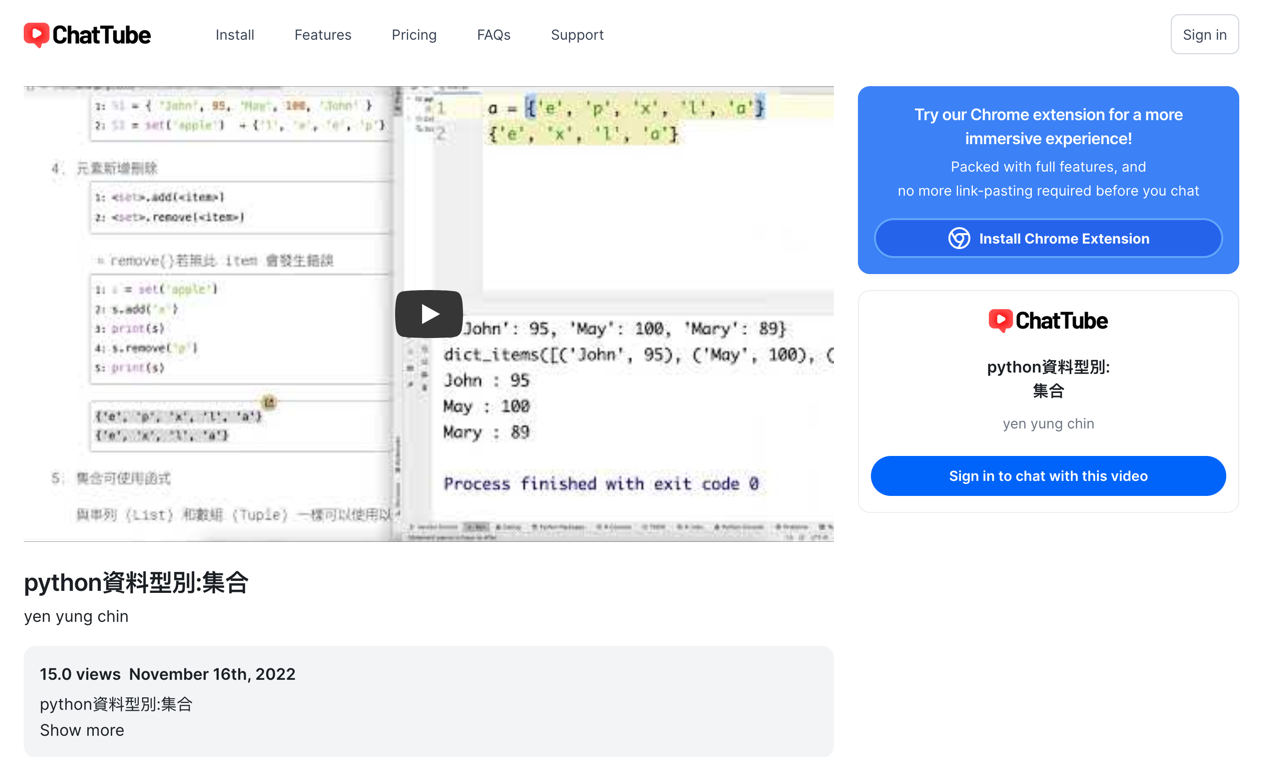 ChatTube
Install
Features
Pricing
FAQs
Support
Sign in
1: S1 = { 'John', 95, 'May', 100, 'John' }
2: S1 = set('apple') → {'l', 'a', 'e', 'p'}
4. 元素新增刪除
1: <set>.add(<item>)
2: <set>.remove(<item>)
remove()若無此 item 會發生錯誤
1: s = set('apple')
2: s.add('x')
3: print(s)
4: s.remove('p')
5: print(s)
{'e', 'p', 'x', 'l', 'a'}
{'e', 'x', 'l', 'a'}
5. 集合可使用函式
與串列 (List) 和數組 (Tuple) 一樣可以使用以
1 a = {'e', 'p', 'x', 'l', 'a'}
2 {'e', 'x', 'l', 'a'}
John': 95, 'May': 100, 'Mary': 89}
dict_items([('John', 95), ('May', 100), (
John : 95
May : 100
Mary : 89
Process finished with exit code 0
python資料型別:集合
yen yung chin
15.0 views November 16th, 2022
python資料型別:集合
Show more
Try our Chrome extension for a more
immersive experience!
Packed with full features, and
no more link-pasting required before you chat
Install Chrome Extension
ChatTube
python資料型別:
集合
yen yung chin
Sign in to chat with this video